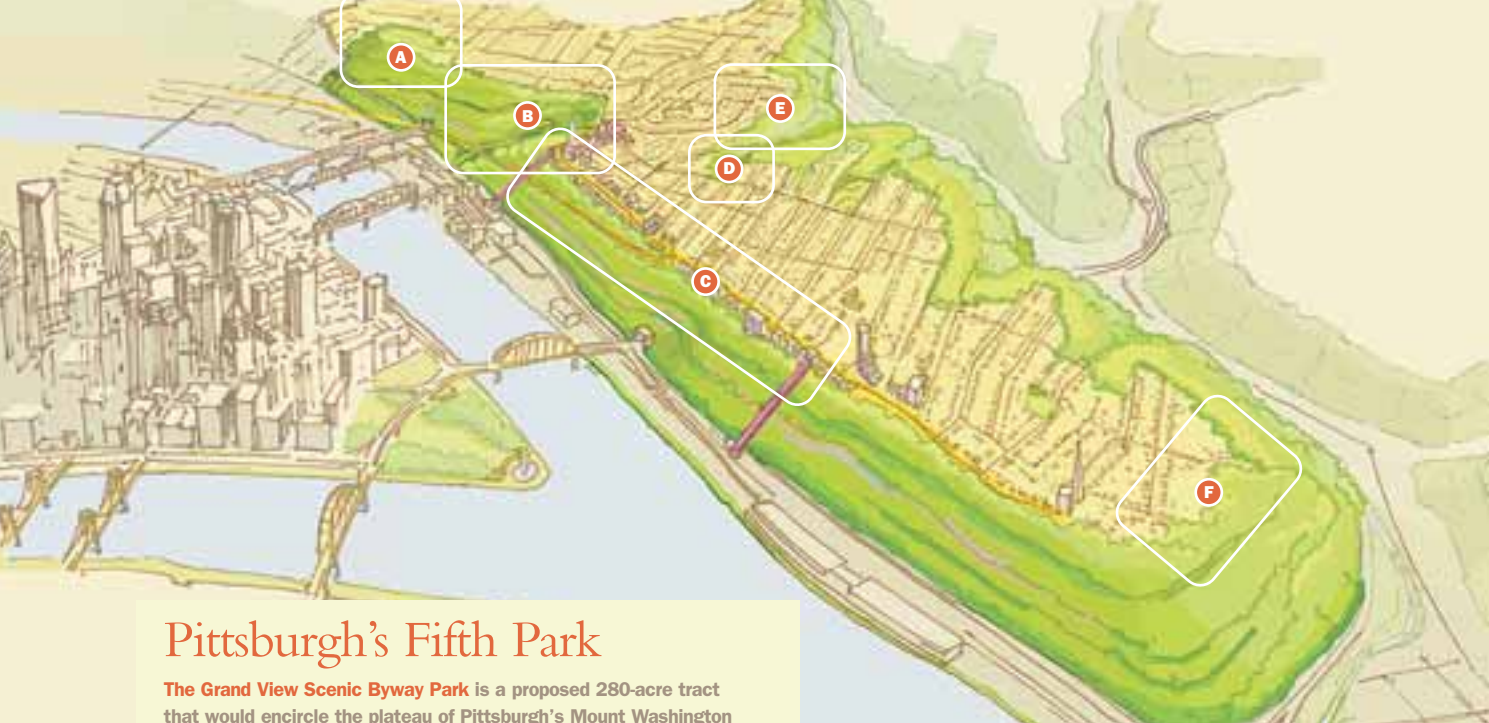 A
B
E
D
C
F
Pittsburgh's Fifth Park
The Grand View Scenic Byway Park is a proposed 280-acre tract
that would encircle the plateau of Pittsburgh's Mount Washington